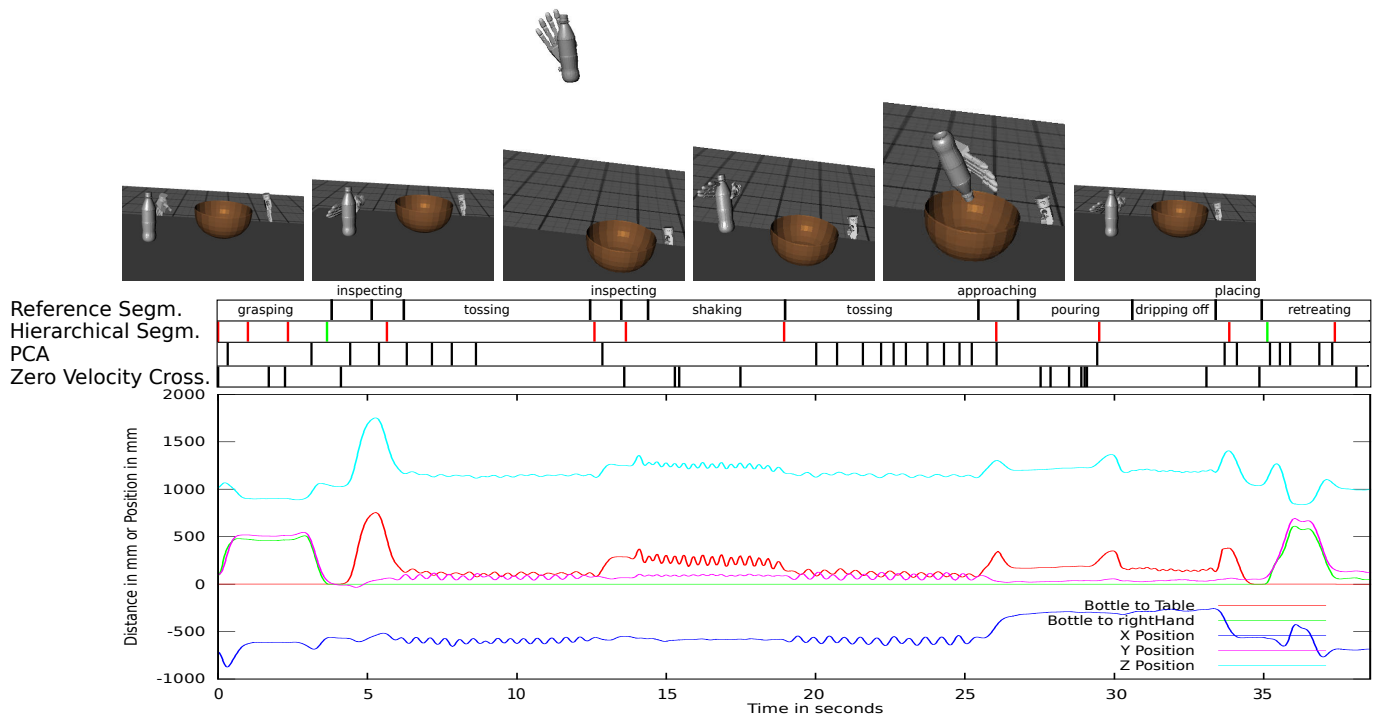 inspecting inspecting approaching placing
Reference Segm. grasping tossing shaking tossing pouring dripping off retreating
Hierarchical Segm.
PCA
Zero Velocity Cross.
2000
1500
1000
500
0
-500
-1000
Distance in mm or Position in mm
Bottle to Table
Bottle to rightHand
X Position
Y Position
Z Position
0 5 10 15 20 25 30 35
Time in seconds